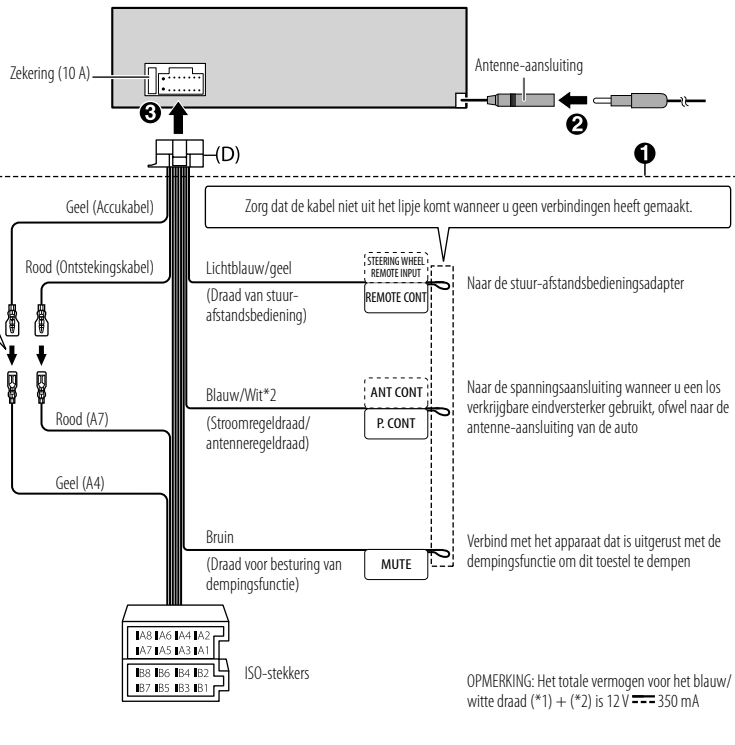 Zekering (10 A)
Antenne-aansluiting
❸
❷
(D)
❶
Geel (Accukabel)
Zorg dat de kabel niet uit het lipje komt wanneer u geen verbindingen heeft gemaakt.
Rood (Ontstekingskabel)
Lichtblauw/geel
(Draad van stuur-
afstandsbediening)
STEERING WHEEL
REMOTE INPUT
REMOTE CONT
Naar de stuur-afstandsbedieningsadapter
Blauw/Wit*2
(Stroomregeldraad/
antenneregeldraad)
ANT CONT
P. CONT
Naar de spanningsaansluiting wanneer u een los
verkrijgbare eindversterker gebruikt, ofwel naar de
antenne-aansluiting van de auto
Rood (A7)
Geel (A4)
Bruin
(Draad voor besturing van
dempingsfunctie)
MUTE
Verbind met het apparaat dat is uitgerust met de
dempingsfunctie om dit toestel te dempen
A8 A6 A4 A2
A7 A5 A3 A1
B8 B6 B4 B2
B7 B5 B3 B1
ISO-stekkers
OPMERKING: Het totale vermogen voor het blauw/
witte draad (*1) + (*2) is 12 V ⎓ 350 mA